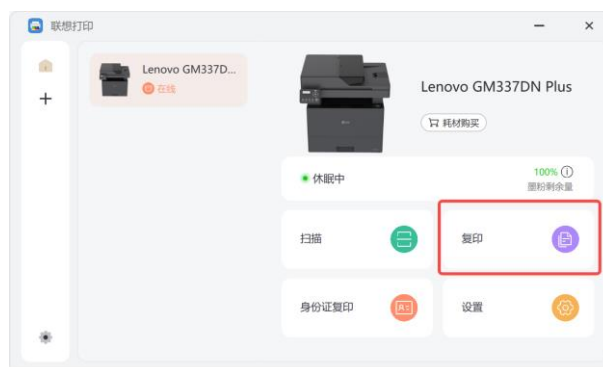 联想打印
Lenovo GM337D...
在线
Lenovo GM337DN Plus
耗材购买
休眠中
100%
墨粉剩余量
扫描
复印
身份证复印
设置